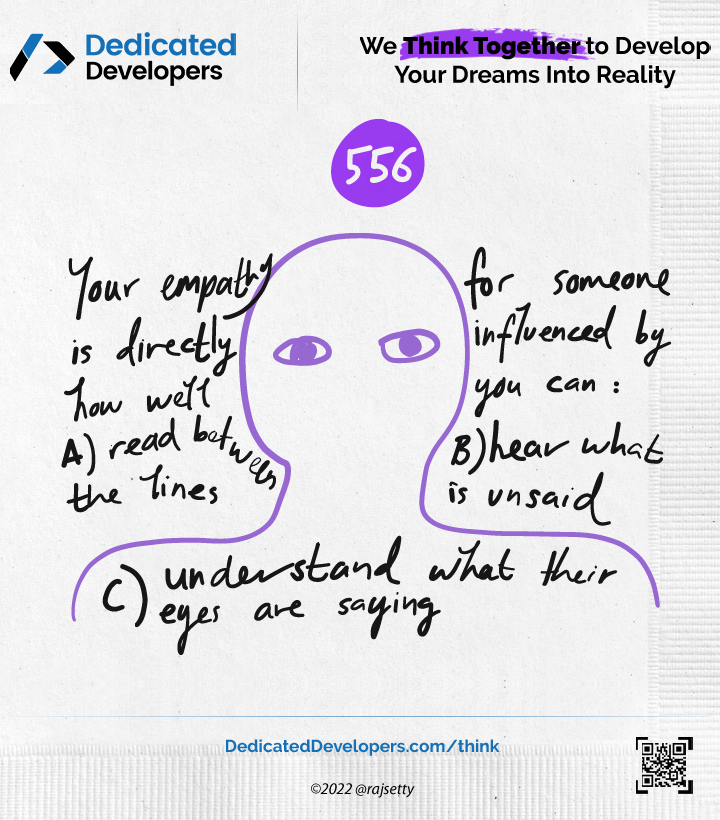 Dedicated
Developers
We Think Together to Develop
Your Dreams Into Reality
556
Your empathy for someone
is directly influenced by
how well you can :
A) read between B) hear what
the lines is unsaid
C) understand what their
eyes are saying
DedicatedDevelopers.com/think
©2022 @rajsetty